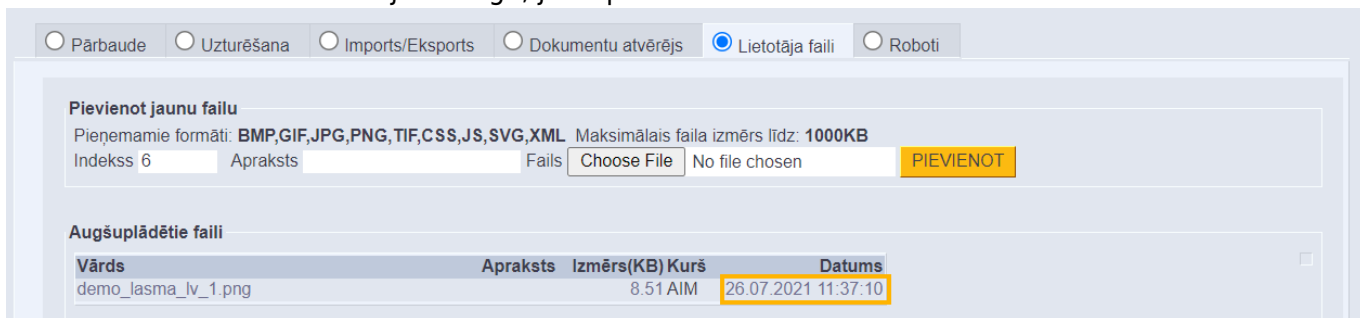 Pārbaude Uzturēšana Imports/Eksports Dokumentu atvērējs Lietotāja faili Roboti
Pievienot jaunu failu
Pieņemamie formāti: BMP,GIF,JPG,PNG,TIF,CSS,JS,SVG,XML Maksimālais faila izmērs līdz: 1000KB
Indekss 6 Apraksts Fails Choose File No file chosen PIEVIENOT
Augšuplādētie faili
Vārds Apraksts Izmērs(KB) Kurš Datums
demo_lasma_lv_1.png 8.51 AIM 26.07.2021 11:37:10